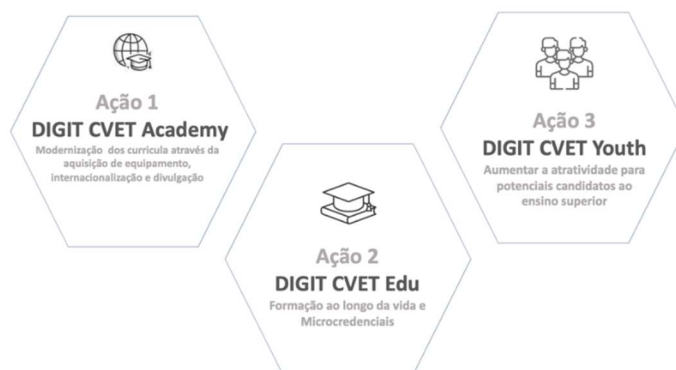 Ação 1
DIGIT CVET Academy
Modernização dos curricula através da
aquisição de equipamento,
internacionalização e divulgação
Ação 2
DIGIT CVET Edu
Formação ao longo da vida e
Microcredenciais
Ação 3
DIGIT CVET Youth
Aumentar a atratividade para
potenciais candidatos ao
ensino superior